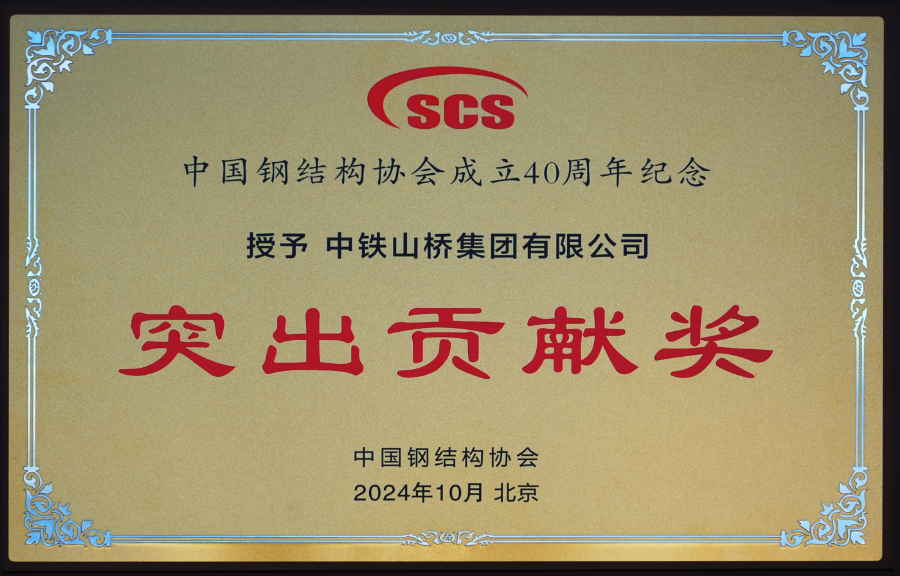 SCS
中国钢结构协会成立40周年纪念
授予 中铁山桥集团有限公司
突出贡献奖
中国钢结构协会
2024年10月 北京